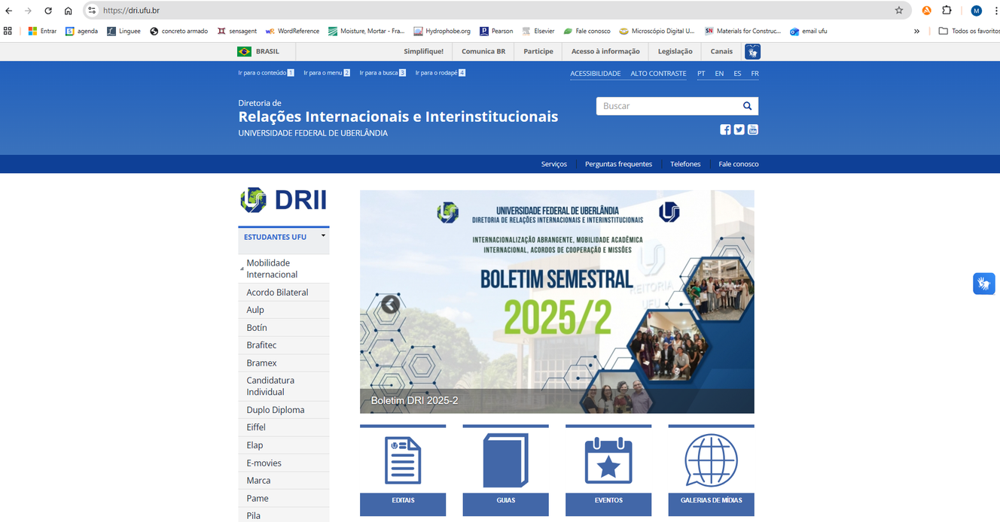 https://dri.ufu.br
M
Entrar
agenda
Linguee
concreto armado
sensagent
WordReference
Moisture, Mortar - Fra...
Hydrophobe.org
Pearson
Elsevier
Fale conosco
Microscópio Digital U...
Materials for Construc...
email ufu
»
Todos os favoritos
BRASIL
Simplifique!
Comunica BR
Participe
Acesso à informação
Legislação
Canais
Ir para o conteúdo 1
Ir para o menu 2
Ir para a busca 3
Ir para o rodapé 4
ACESSIBILIDADE
ALTO CONTRASTE
PT
EN
ES
FR
Diretoria de
Relações Internacionais e Interinstitucionais
UNIVERSIDADE FEDERAL DE UBERLÂNDIA
Buscar
Serviços
Perguntas frequentes
Telefones
Fale conosco
DRII
ESTUDANTES UFU
Mobilidade
Internacional
Acordo Bilateral
Aulp
Botín
Brafitec
Bramex
Candidatura
Individual
Duplo Diploma
Eiffel
Elap
E-movies
Marca
Pame
Pila
UNIVERSIDADE FEDERAL DE UBERLÂNDIA
DIRETORIA DE RELAÇÕES INTERNACIONAIS E INTERINSTITUCIONAIS
INTERNACIONALIZAÇÃO ABRANGENTE, MOBILIDADE ACADÊMICA
INTERNACIONAL, ACORDOS DE COOPERAÇÃO E MISSÕES
BOLETIM SEMESTRAL
2025/2
REITORIA
UFU
Boletim DRI 2025-2
EDITAIS
GUIAS
EVENTOS
GALERIAS DE MÍDIAS